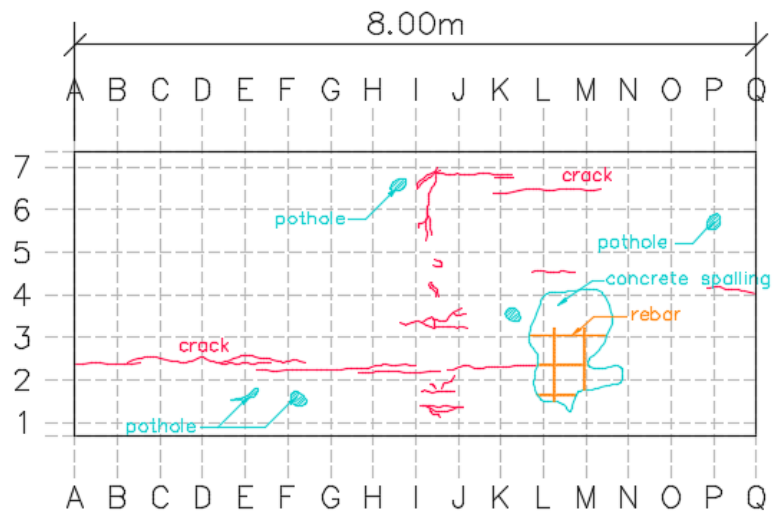 8.00m
A B C D E F G H I J K L M N O P Q
7
crack
6
pothole
pothole
5
concrete spalling
4
rebar
3
crack
2
pothole
1
A B C D E F G H I J K L M N O P Q